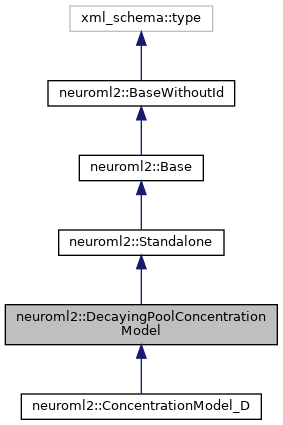 xml_schema::type
neuroml2::BaseWithoutId
neuroml2::Base
neuroml2::Standalone
neuroml2::DecayingPoolConcentration
Model
neuroml2::ConcentrationModel_D